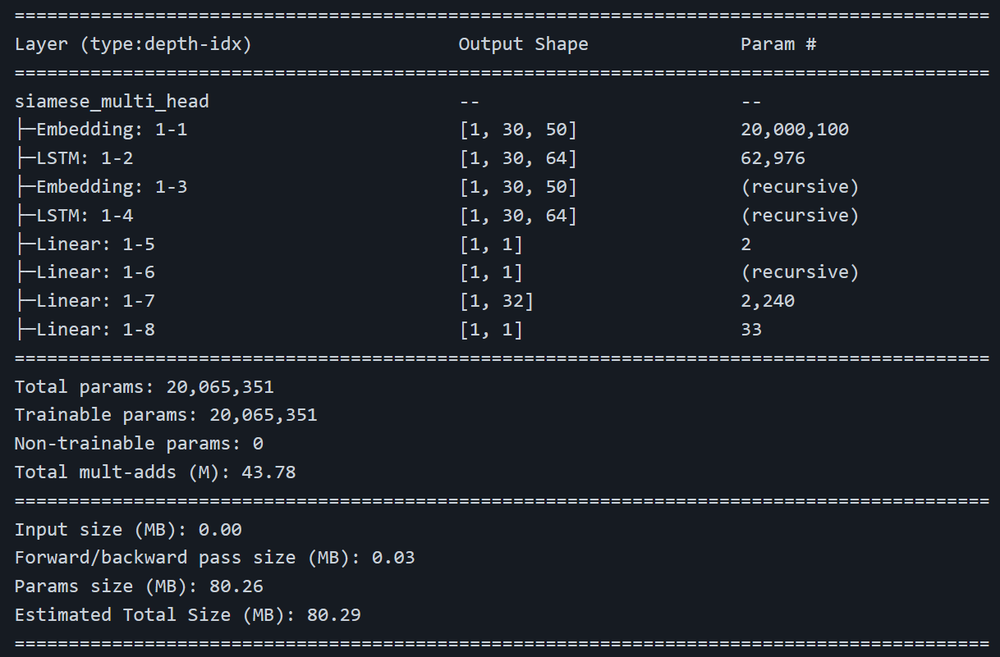 ==========================================================================================
Layer (type:depth-idx)                   Output Shape              Param #
==========================================================================================
siamese_multi_head                       --                        --
├─Embedding: 1-1                         [1, 30, 50]               20,000,100
├─LSTM: 1-2                              [1, 30, 64]               62,976
├─Embedding: 1-3                         [1, 30, 50]               (recursive)
├─LSTM: 1-4                              [1, 30, 64]               (recursive)
├─Linear: 1-5                            [1, 1]                    2
├─Linear: 1-6                            [1, 1]                    (recursive)
├─Linear: 1-7                            [1, 32]                   2,240
├─Linear: 1-8                            [1, 1]                    33
==========================================================================================
Total params: 20,065,351
Trainable params: 20,065,351
Non-trainable params: 0
Total mult-adds (M): 43.78
==========================================================================================
Input size (MB): 0.00
Forward/backward pass size (MB): 0.03
Params size (MB): 80.26
Estimated Total Size (MB): 80.29
==========================================================================================